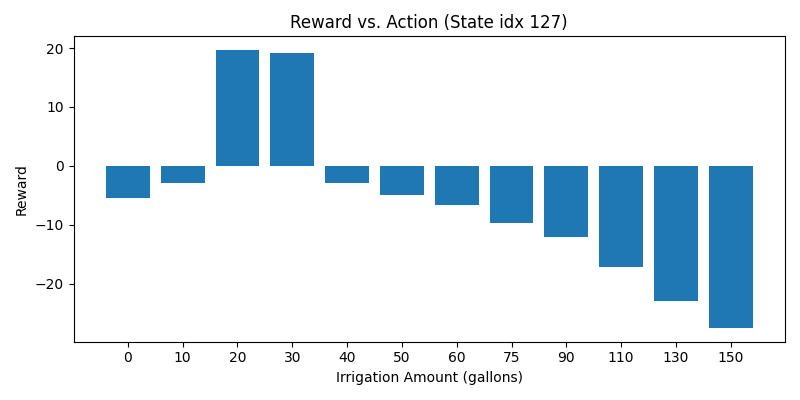 Reward vs. Action (State idx 127)
20
10
0
−10
−20
Reward
0 10 20 30 40 50 60 75 90 110 130 150
Irrigation Amount (gallons)